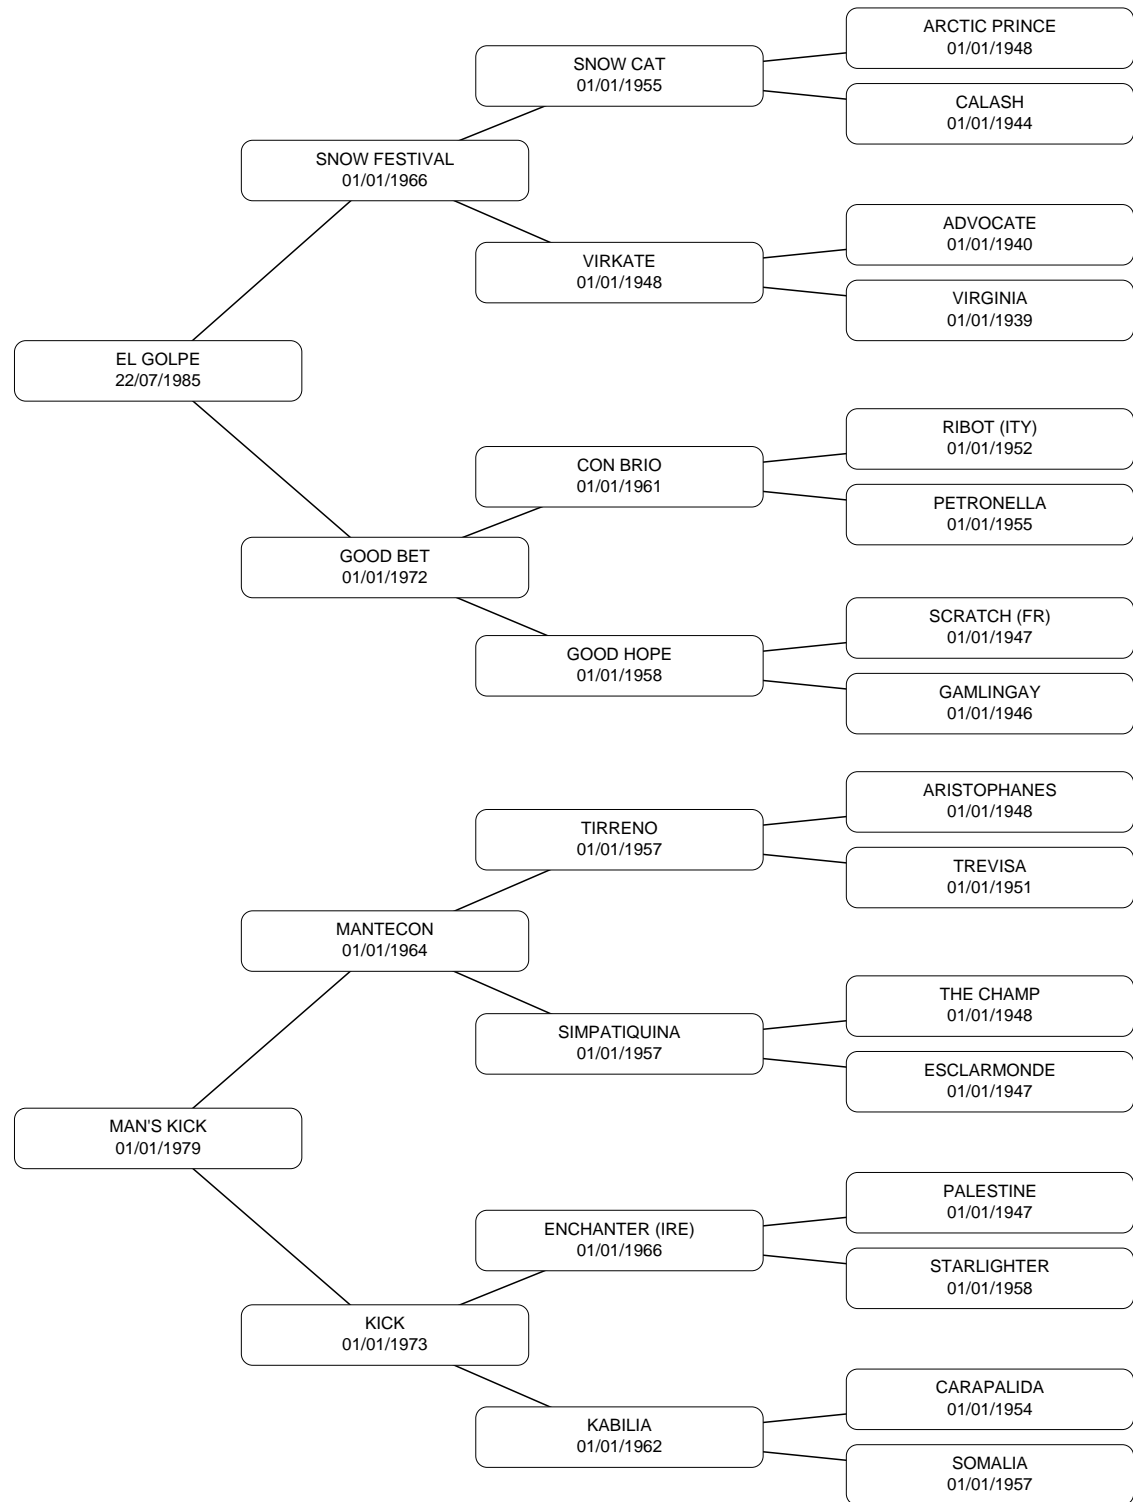 ARCTIC PRINCE
01/01/1948
SNOW CAT
01/01/1955
CALASH
01/01/1944
SNOW FESTIVAL
01/01/1966
ADVOCATE
01/01/1940
VIRKATE
01/01/1948
VIRGINIA
01/01/1939
EL GOLPE
22/07/1985
RIBOT (ITY)
01/01/1952
CON BRIO
01/01/1961
PETRONELLA
01/01/1955
GOOD BET
01/01/1972
SCRATCH (FR)
01/01/1947
GOOD HOPE
01/01/1958
GAMLINGAY
01/01/1946
ARISTOPHANES
01/01/1948
TIRRENO
01/01/1957
TREVISA
01/01/1951
MANTECON
01/01/1964
THE CHAMP
01/01/1948
SIMPATIQUINA
01/01/1957
ESCLARMONDE
01/01/1947
MAN'S KICK
01/01/1979
PALESTINE
01/01/1947
ENCHANTER (IRE)
01/01/1966
STARLIGHTER
01/01/1958
KICK
01/01/1973
CARAPALIDA
01/01/1954
KABILIA
01/01/1962
SOMALIA
01/01/1957